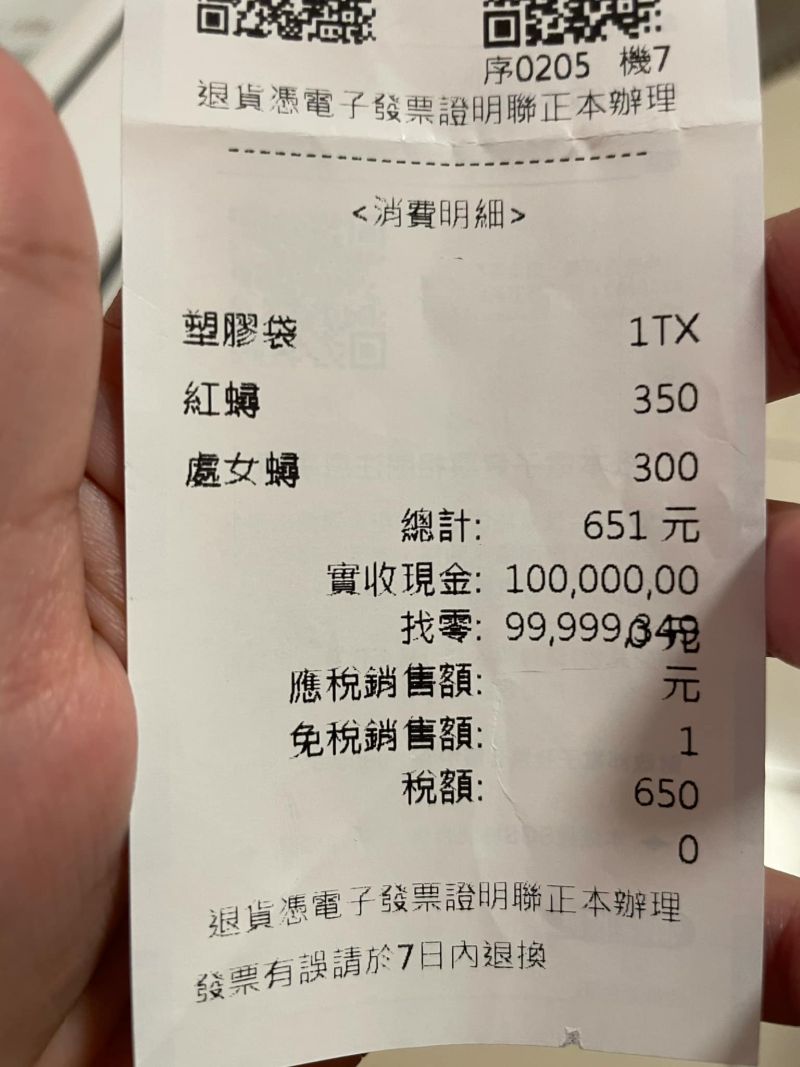 序0205 機7
退貨憑電子發票證明聯正本辦理
--------------------------------
<消費明細>
塑膠袋 1TX
紅蟳 350
處女蟳 300
總計: 651 元
實收現金: 100,000,00
0 元
找零: 99,999,349
元
應稅銷售額:
免稅銷售額: 1
稅額: 650
0
退貨憑電子發票證明聯正本辦理
發票有誤請於7日內退換